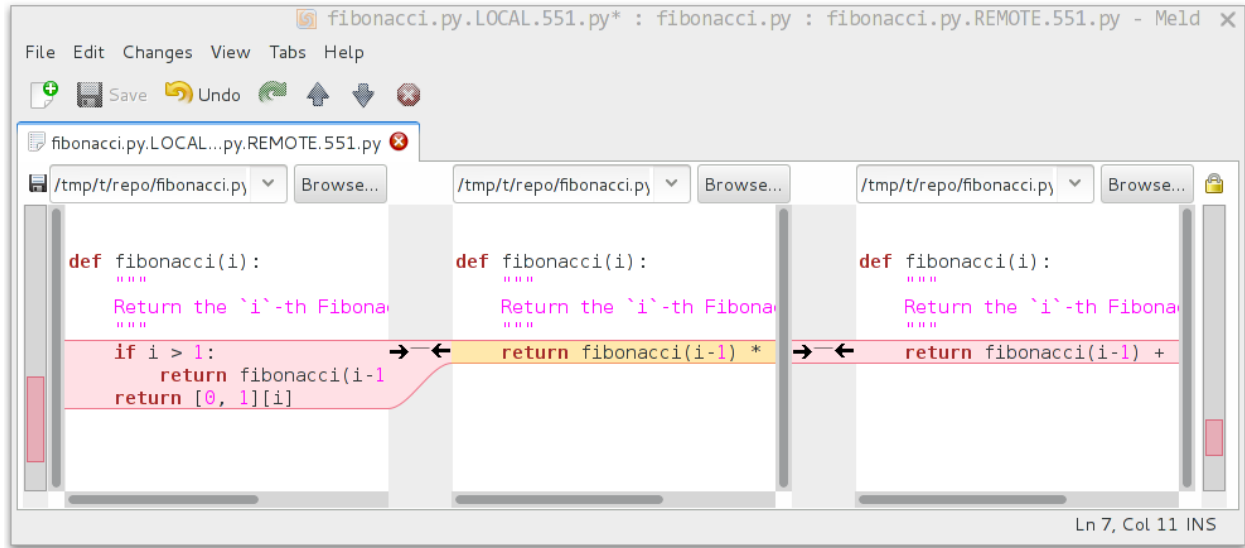 fibonacci.py.LOCAL.551.py* : fibonacci.py : fibonacci.py.REMOTE.551.py - Meld
File Edit Changes View Tabs Help
Save Undo
fibonacci.py.LOCAL...py.REMOTE.551.py
/tmp/t/repo/fibonacci.py Browse... /tmp/t/repo/fibonacci.py Browse... /tmp/t/repo/fibonacci.py Browse...
def fibonacci(i):
"""
Return the `i`-th Fibona
"""
if i > 1:
return fibonacci(i-1
return [0, 1][i]
def fibonacci(i):
"""
Return the `i`-th Fibona
"""
return fibonacci(i-1) *
def fibonacci(i):
"""
Return the `i`-th Fibona
"""
return fibonacci(i-1) +
Ln 7, Col 11 INS